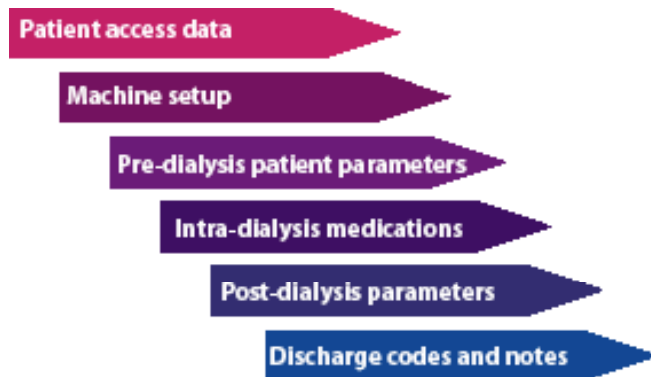 Patient access data
Machine setup
Pre-dialysis patient parameters
Intra-dialysis medications
Post-dialysis parameters
Discharge codes and notes